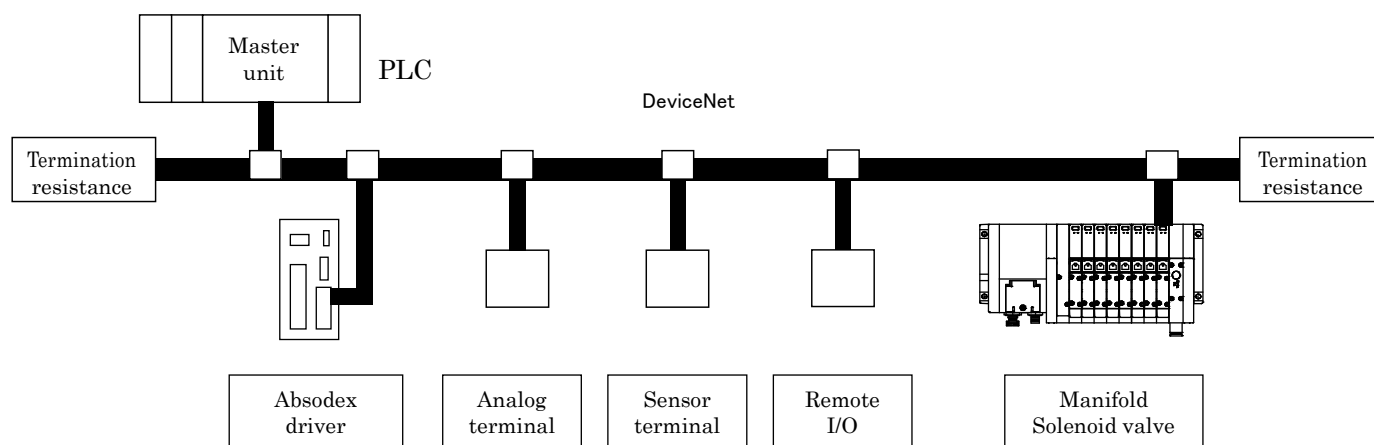 Master
unit
PLC
DeviceNet
Termination
resistance
Termination
resistance
Absodex
driver
Analog
terminal
Sensor
terminal
Remote
I/O
Manifold
Solenoid valve